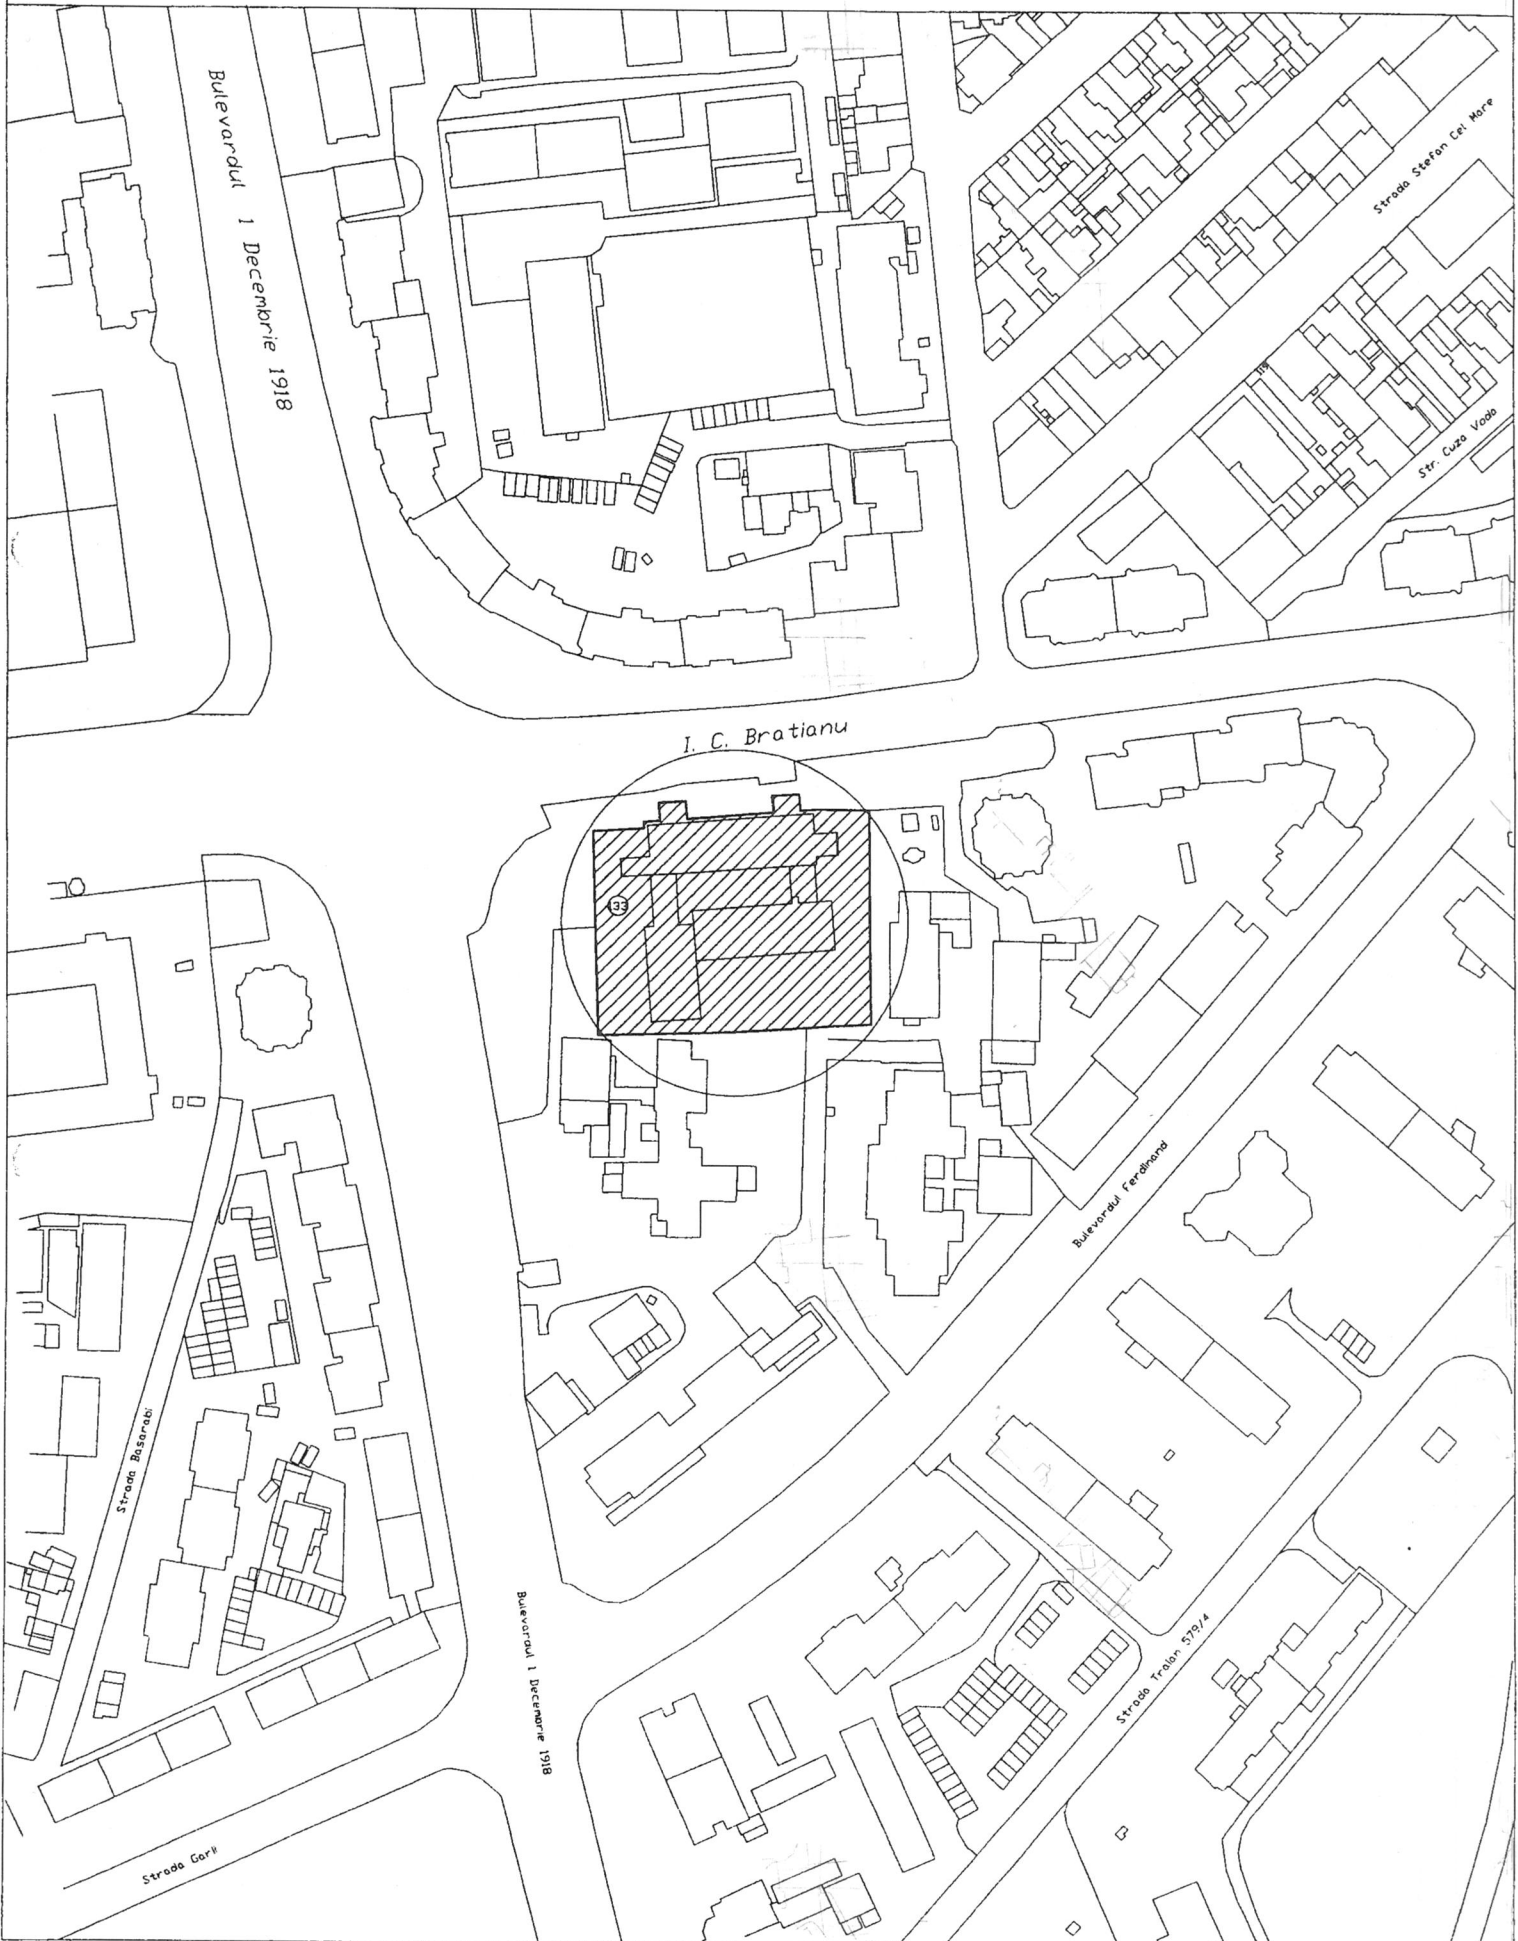 Bulevardul 1 Decembrie 1918
Strada Stefan Cel Mare
119
Str. Cuza Voda
I. C. Bratianu
133
Bulevardul Ferdinand
Strada Basarabi
Bulevardul 1 Decembrie 1918
Strada Traian 579/4
Strada Garii